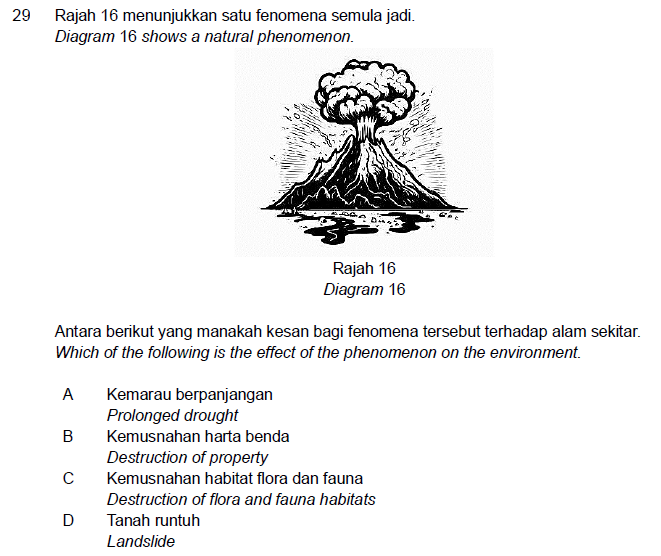 29 Rajah 16 menunjukkan satu fenomena semula jadi.
Diagram 16 shows a natural phenomenon.
Rajah 16
Diagram 16
Antara berikut yang manakah kesan bagi fenomena tersebut terhadap alam sekitar.
Which of the following is the effect of the phenomenon on the environment.
A Kemarau berpanjangan
Prolonged drought
B Kemusnahan harta benda
Destruction of property
C Kemusnahan habitat flora dan fauna
Destruction of flora and fauna habitats
D Tanah runtuh
Landslide